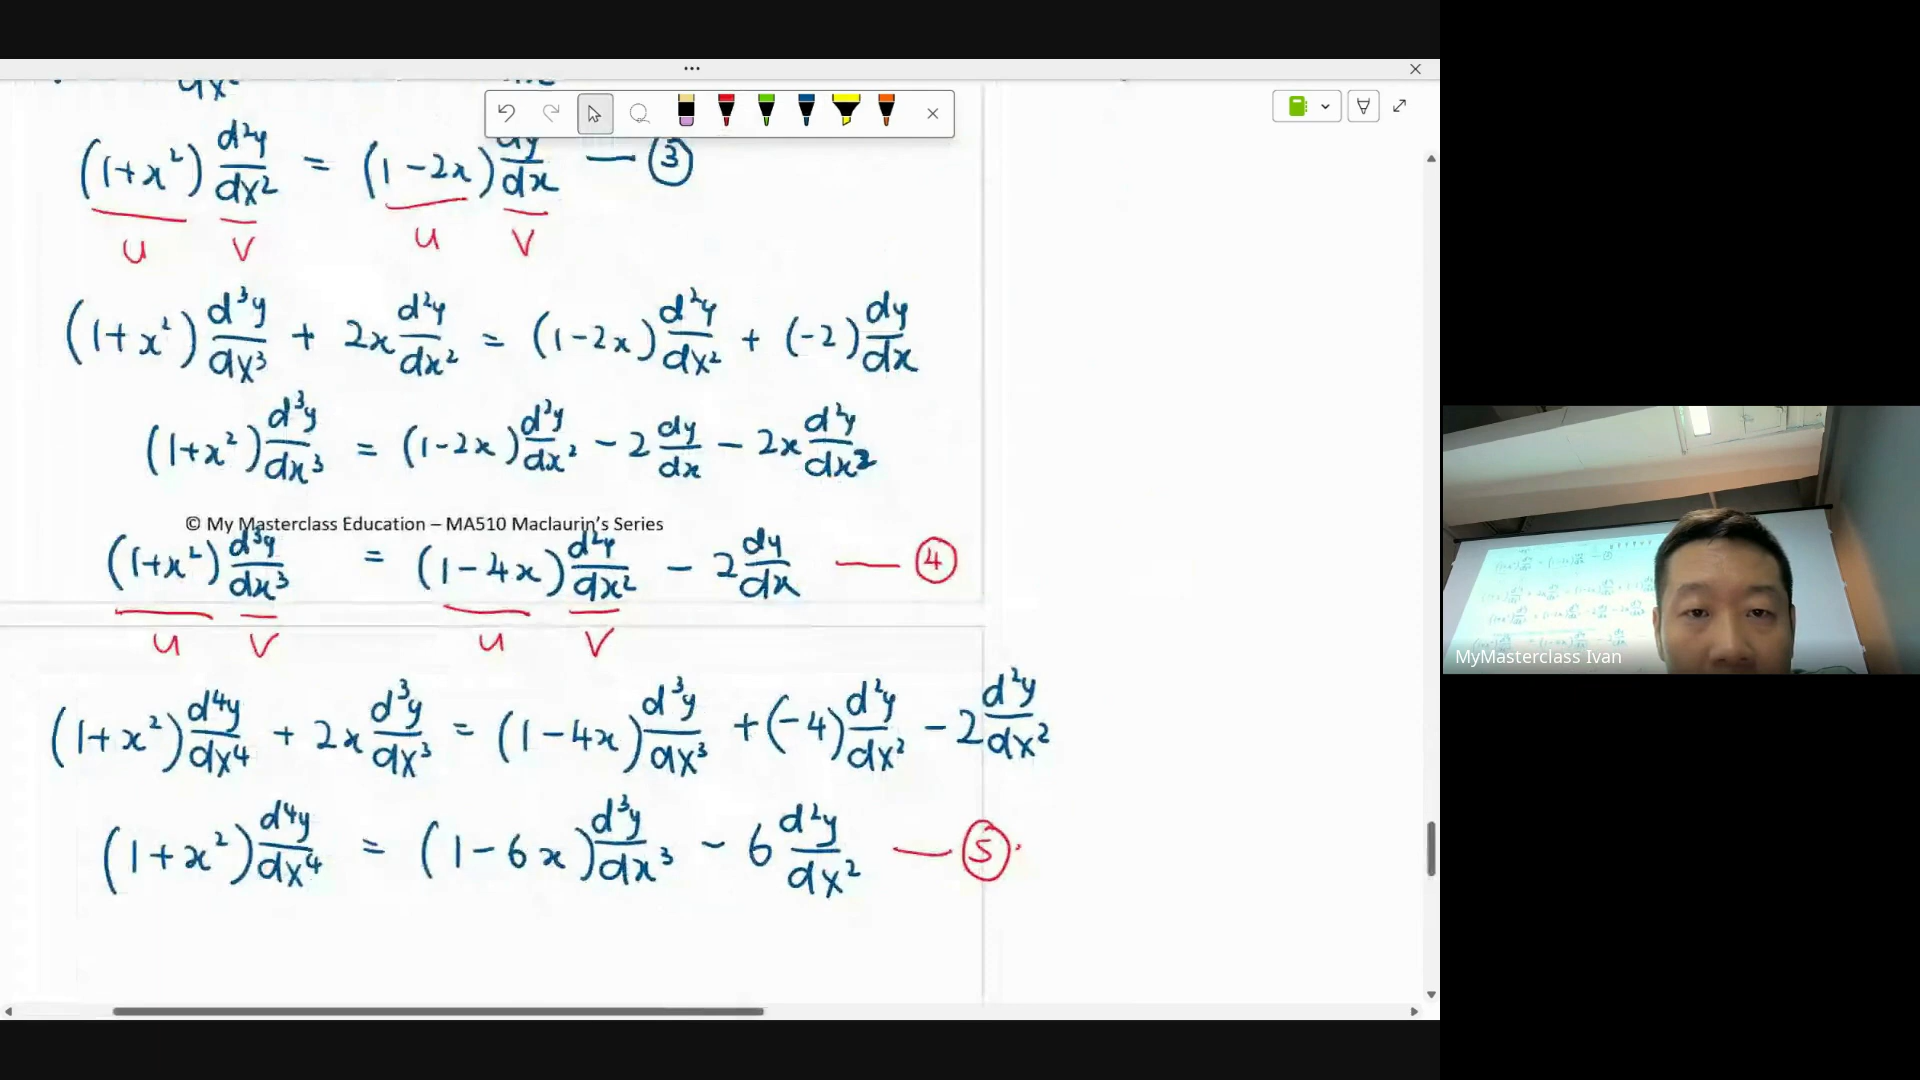 (1+x²) d²y/dx² = (1-2x) dy/dx — ③
u v u v
(1+x²) d³y/dx³ + 2x d²y/dx² = (1-2x) d²y/dx² + (-2) dy/dx
(1+x²) d³y/dx³ = (1-2x) d²y/dx² - 2 dy/dx - 2x d²y/dx²
© My Masterclass Education – MA510 Maclaurin's Series
(1+x²) d³y/dx³ = (1-4x) d²y/dx² - 2 dy/dx — ④
u v u v
(1+x²) d⁴y/dx⁴ + 2x d³y/dx³ = (1-4x) d³y/dx³ + (-4) d²y/dx² - 2 d²y/dx²
(1+x²) d⁴y/dx⁴ = (1-6x) d³y/dx³ - 6 d²y/dx² — ⑤
MyMasterclass Ivan